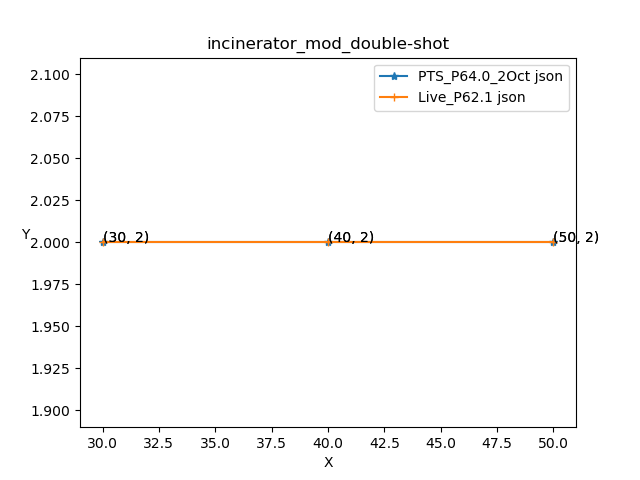 incinerator_mod_double-shot
PTS_P64.0_2Oct json
Live_P62.1 json
2.100
2.075
2.050
2.025
Y
2.000
(30, 2)
(40, 2)
(50, 2)
1.975
1.950
1.925
1.900
30.0 32.5 35.0 37.5 40.0 42.5 45.0 47.5 50.0
X